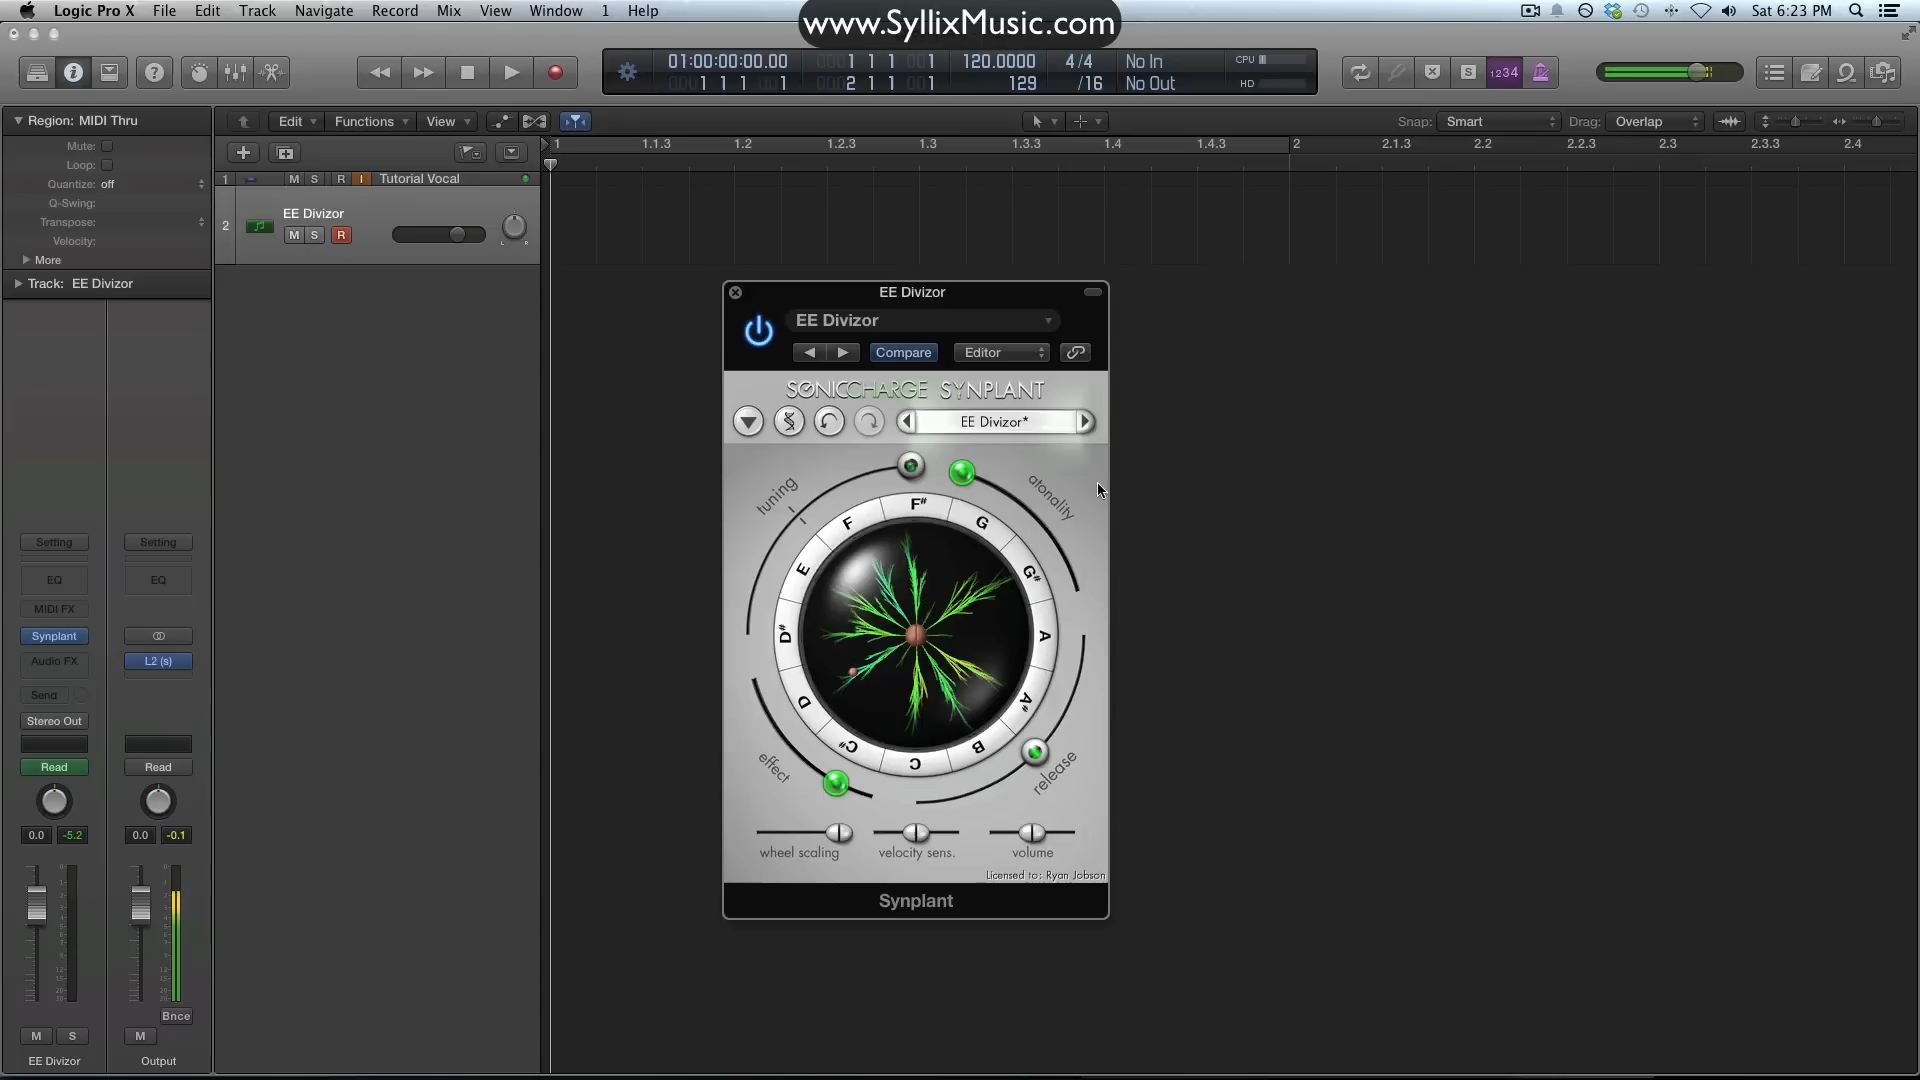 Logic Pro X File Edit Track Navigate Record Mix View Window 1 Help
www.SyllixMusic.com
Sat 6:23 PM
01:00:00:00.00 1 1 1 1 120.0000 4/4 No In CPU
1 1 1 1 2 1 1 1 129 /16 No Out HD
S 1234
Region: MIDI Thru
Edit Functions View
Snap: Smart Drag: Overlap
Mute:
Loop:
Quantize: off
Q-Swing:
Transpose:
Velocity:
More
Track: EE Divizor
1 1.1.3 1.2 1.2.3 1.3 1.3.3 1.4 1.4.3 2 2.1.3 2.2 2.2.3 2.3 2.3.3 2.4
1 M S R I Tutorial Vocal
2 EE Divizor
M S R
L R
EE Divizor
EE Divizor
Compare Editor
SONICCHARGE SYNPLANT
EE Divizor*
tuning
atonality
F# G G# A A# B C C# D D# E F
effect
release
wheel scaling velocity sens. volume
Licensed to: Ryan Jobson
Synplant
Setting Setting
EQ EQ
MIDI FX
Synplant
Audio FX L2 (s)
Send
Stereo Out
Read Read
0.0 -5.2 0.0 -0.1
Bnce
M S M
EE Divizor Output